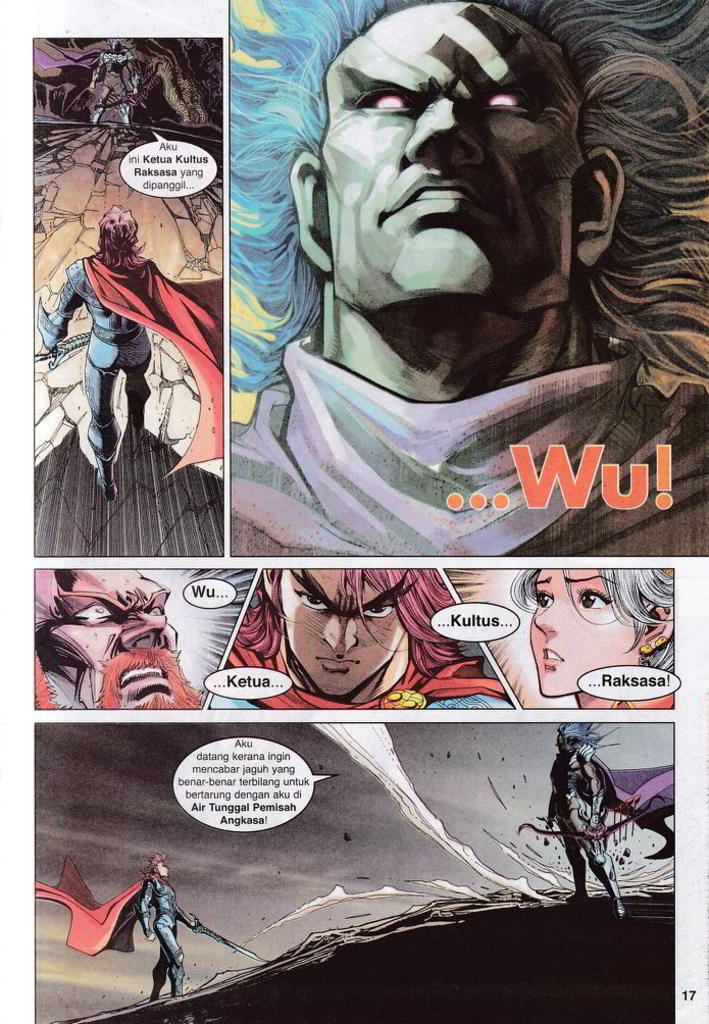 Aku
ini Ketua Kultus
Raksasa yang
dipanggil...
...Wu!
Wu...
...Ketua...
...Kultus...
...Raksasa!
Aku
datang kerana ingin
mencabar jaguh yang
benar-benar terbilang untuk
bertarung dengan aku di
Air Tunggal Pemisah
Angkasa!
17